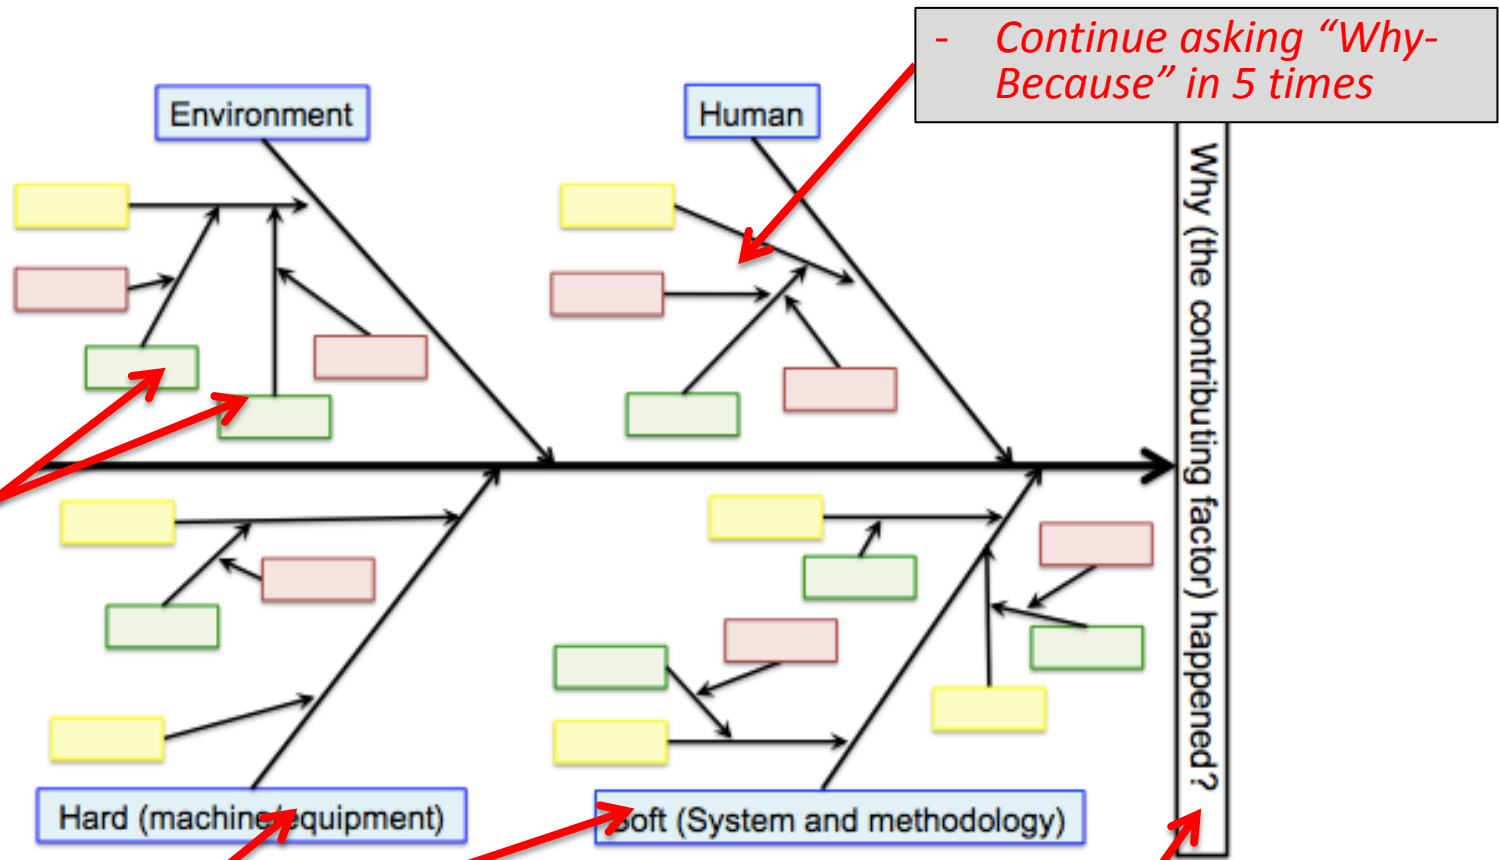 - Continue asking “Why-
Because” in 5 times
Environment
Human
Why (the contributing factor) happened?
Hard (machine/equipment)
Soft (System and methodology)